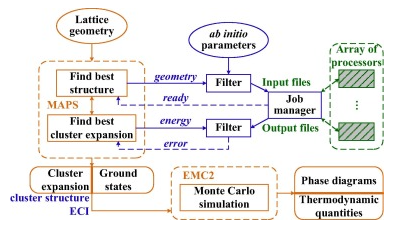 Lattice
geometry
ab initio
parameters
Array of
processors
Find best
structure
geometry
Filter
Input files
ready
Job
manager
MAPS
Find best
cluster expansion
energy
Filter
Output files
error
Cluster
expansion
Ground
states
cluster structure
ECI
EMC2
Monte Carlo
simulation
Phase diagrams
Thermodynamic
quantities